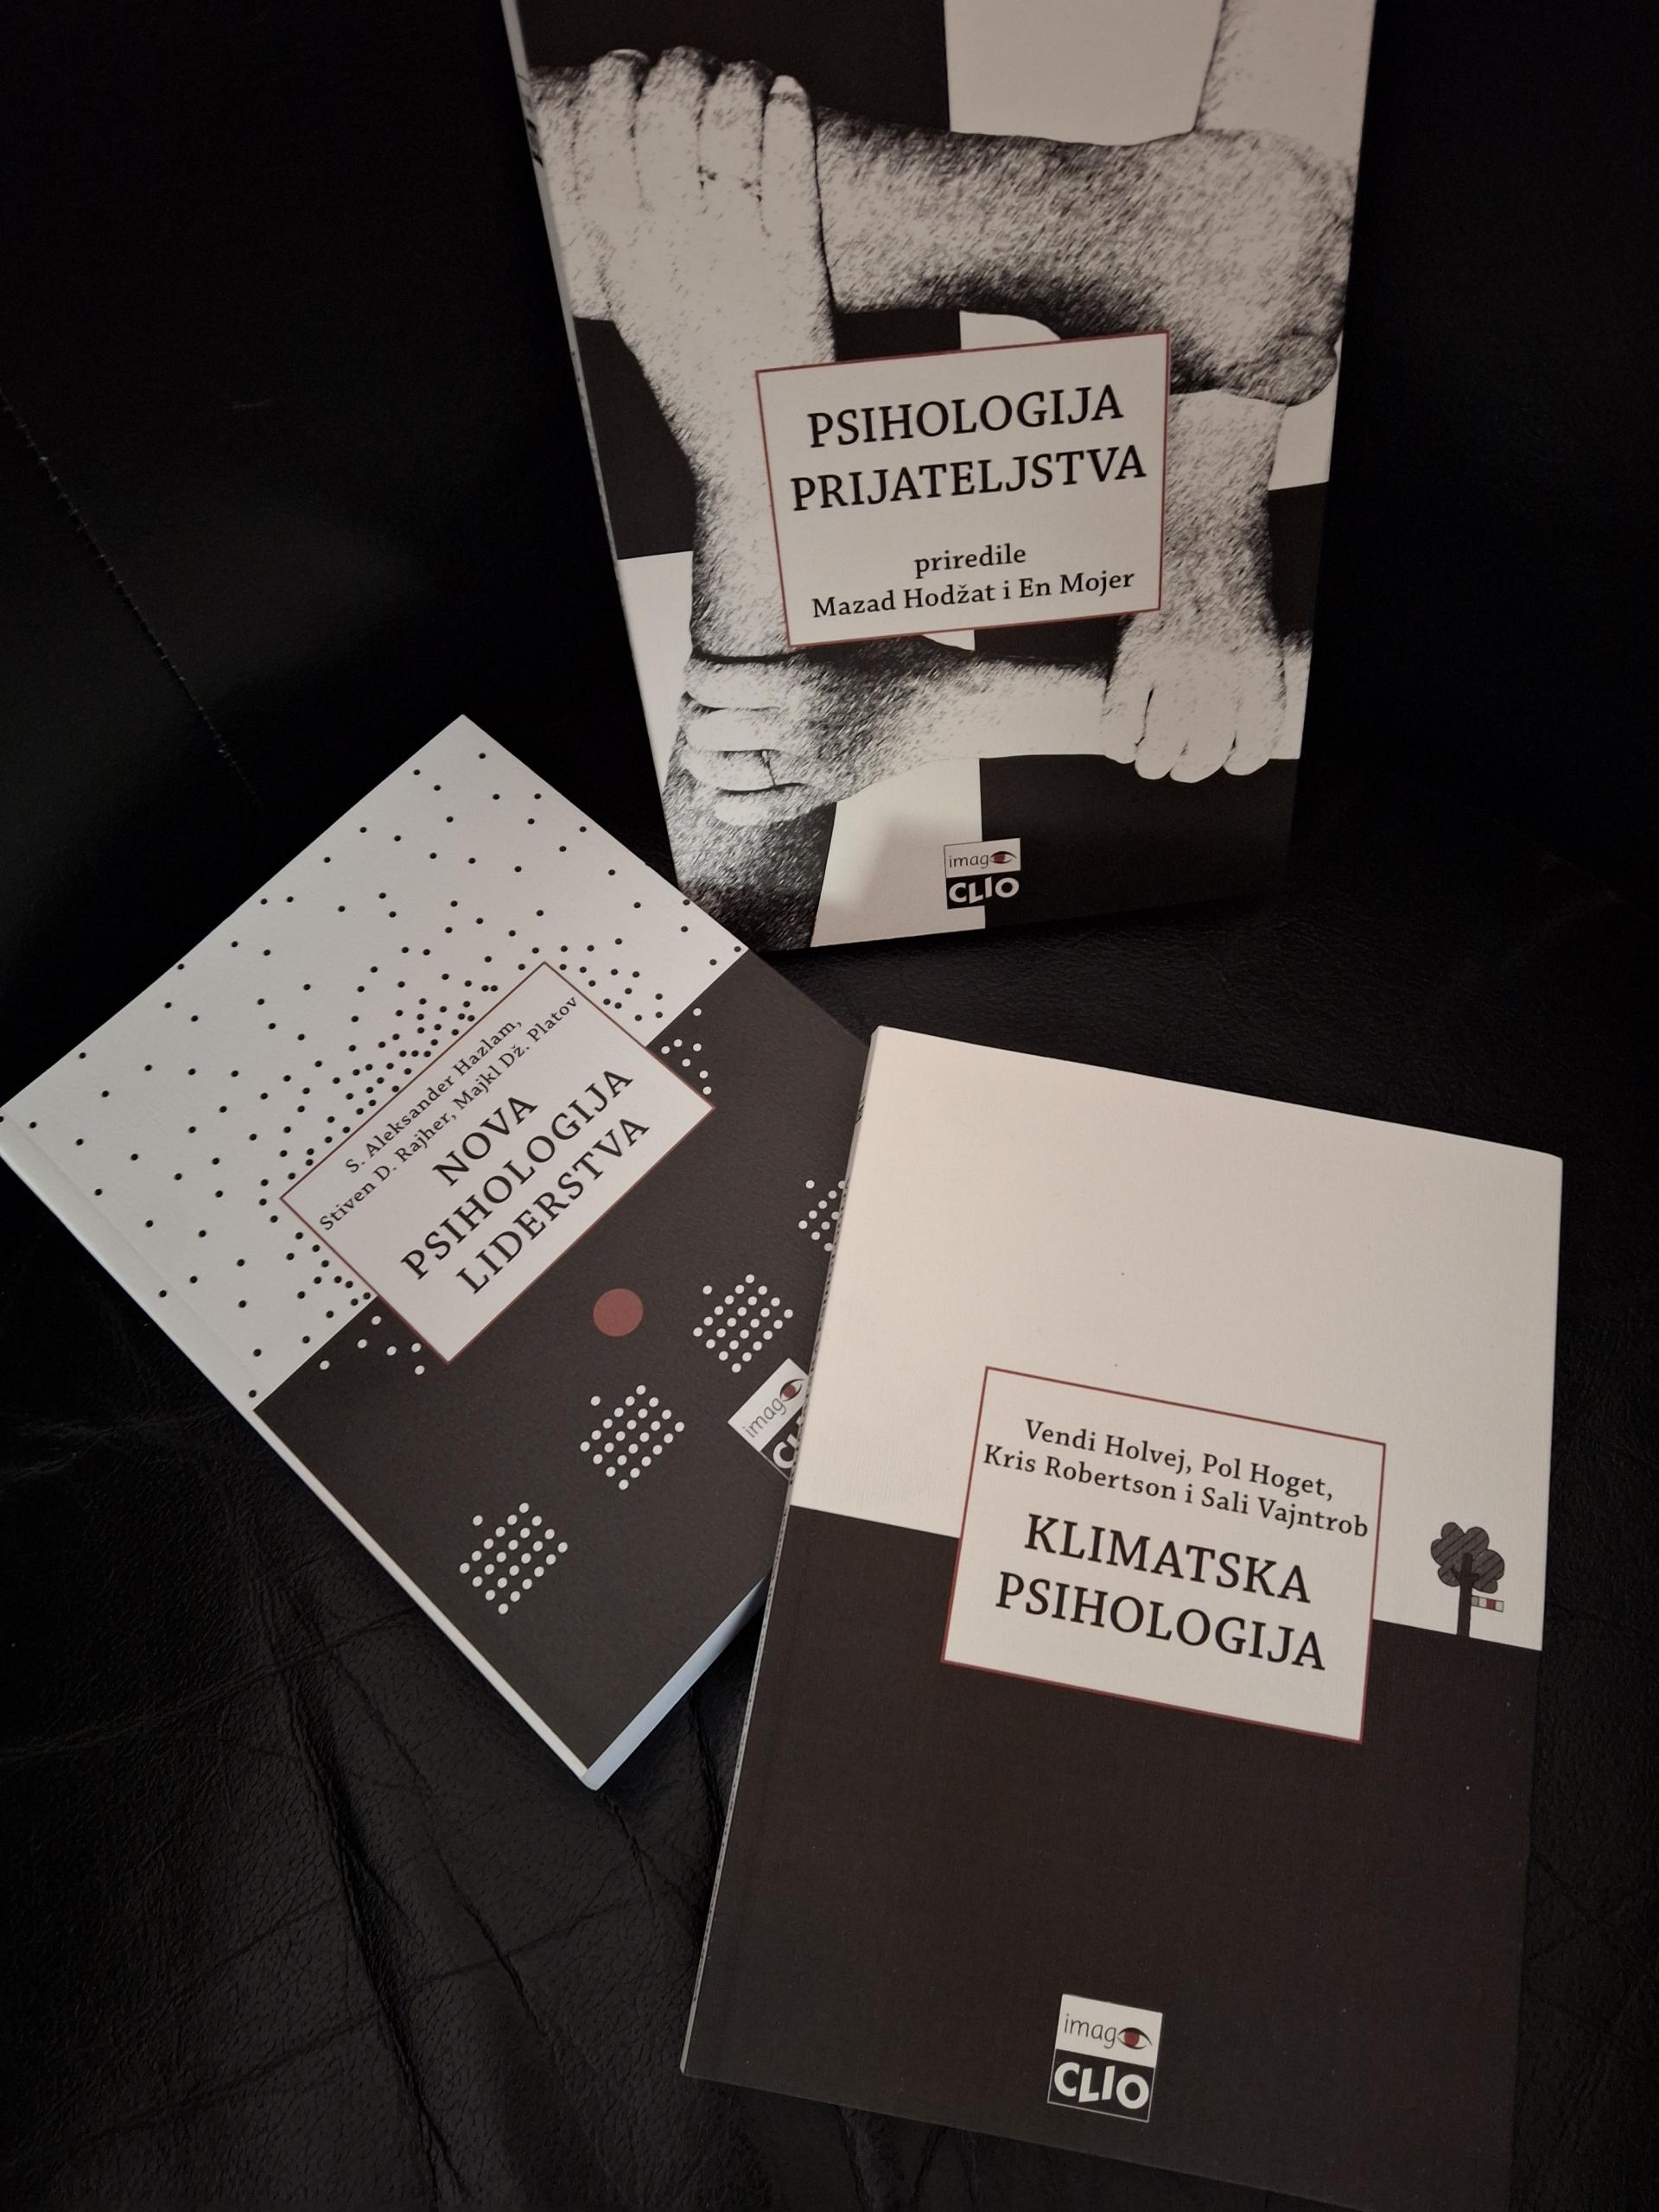 PSIHOLOGIJA
PRIJATELJSTVA
priredile
Mazad Hodžat i En Mojer
imago
CLIO
S. Aleksander Hazlam,
Stiven D. Rajher, Majkl Dž. Platov
NOVA
PSIHOLOGIJA
LIDERSTVA
imago
Vendi Holvej, Pol Hoget,
Kris Robertson i Sali Vajntrob
KLIMATSKA
PSIHOLOGIJA
imago
CLIO